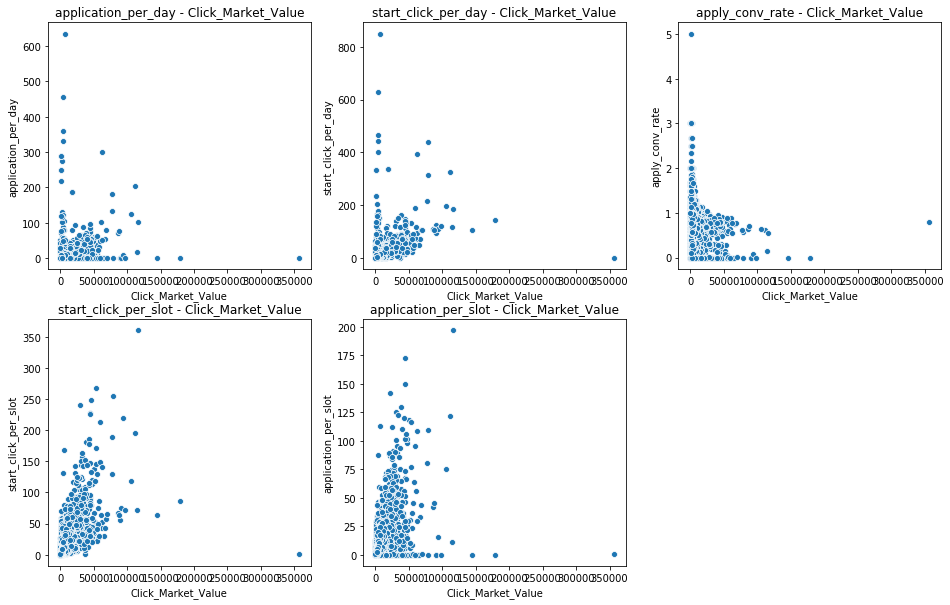 application_per_day - Click_Market_Value
600
500
400
300
200
100
0
application_per_day
0 50000 100000 150000 200000 250000 300000 350000
Click_Market_Value
start_click_per_day - Click_Market_Value
800
600
400
200
0
start_click_per_day
0 50000 100000 150000 200000 250000 300000 350000
Click_Market_Value
apply_conv_rate - Click_Market_Value
5
4
3
2
1
0
apply_conv_rate
0 50000 100000 150000 200000 250000 300000 350000
Click_Market_Value
start_click_per_slot - Click_Market_Value
350
300
250
200
150
100
50
0
start_click_per_slot
0 50000 100000 150000 200000 250000 300000 350000
Click_Market_Value
application_per_slot - Click_Market_Value
200
175
150
125
100
75
50
25
0
application_per_slot
0 50000 100000 150000 200000 250000 300000 350000
Click_Market_Value